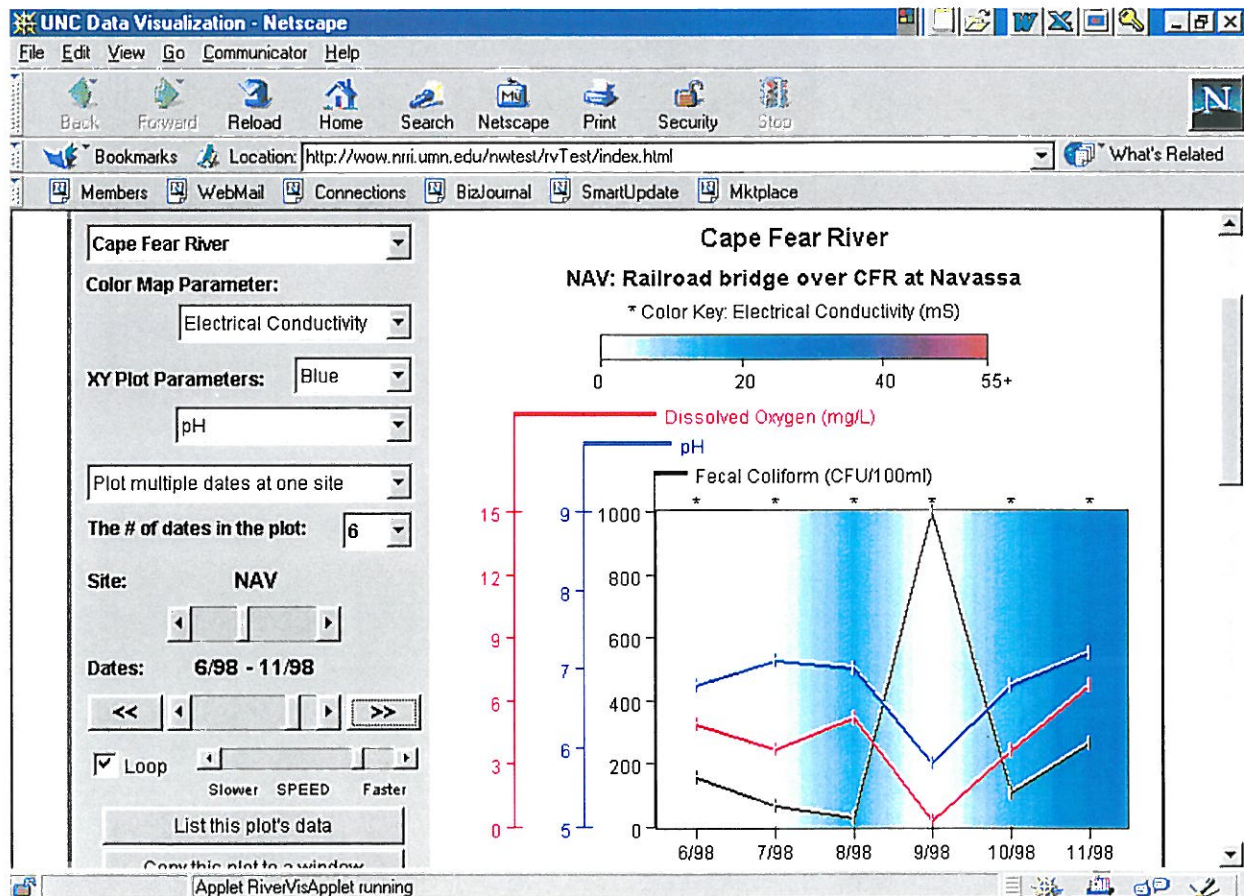 UNC Data Visualization - Netscape
File Edit View Go Communicator Help
Back Forward Reload Home Search Netscape Print Security Stop
My
N
Bookmarks Location: http://wow.nrri.umn.edu/nwtest/rvTest/index.html What's Related
Members WebMail Connections BizJournal SmartUpdate Mktplace
Cape Fear River
Color Map Parameter:
Electrical Conductivity
XY Plot Parameters: Blue
pH
Plot multiple dates at one site
The # of dates in the plot: 6
Site: NAV
Dates: 6/98 - 11/98
<< >>
Loop
Slower SPEED Faster
List this plot's data
Copy this plot to a window
Cape Fear River
NAV: Railroad bridge over CFR at Navassa
* Color Key: Electrical Conductivity (mS)
0 20 40 55+
Dissolved Oxygen (mg/L)
pH
Fecal Coliform (CFU/100ml)
* * * * * *
15 9 1000
12 8 800
9 7 600
6 6 400
3 5 200
0 0
6/98 7/98 8/98 9/98 10/98 11/98
Applet RiverVisApplet running